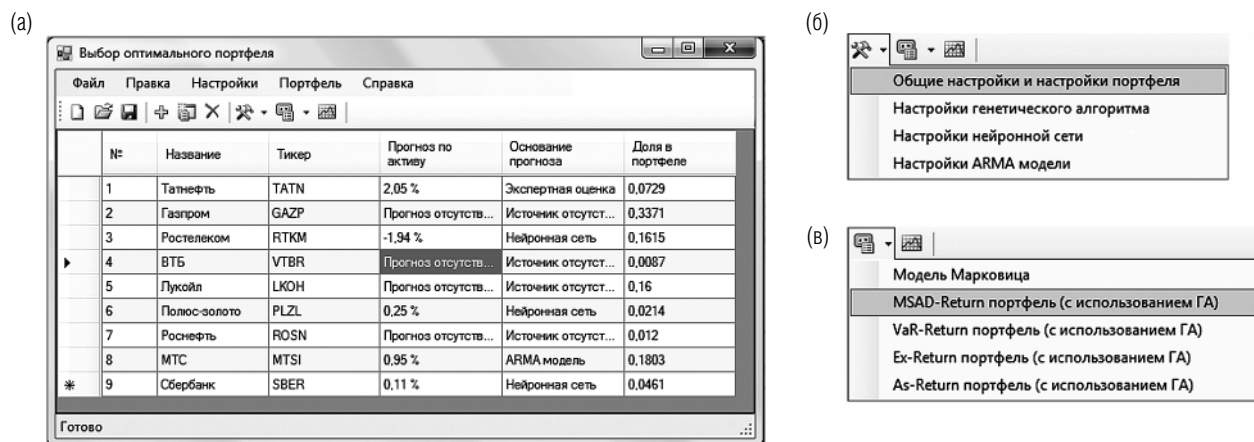 (а)
Выбор оптимального портфеля
Файл Правка Настройки Портфель Справка
№ Название Тикер Прогноз по активу Основание прогноза Доля в портфеле
1 Татнефть TATN 2,05 % Экспертная оценка 0,0729
2 Газпром GAZP Прогноз отсутств... Источник отсутст... 0,3371
3 Ростелеком RTKM -1,94 % Нейронная сеть 0,1615
4 ВТБ VTBR Прогноз отсутств... Источник отсутст... 0,0087
5 Лукойл LKOH Прогноз отсутств... Источник отсутст... 0,16
6 Полюс-золото PLZL 0,25 % Нейронная сеть 0,0214
7 Роснефть ROSN Прогноз отсутств... Источник отсутст... 0,012
8 МТС MTSI 0,95 % ARMA модель 0,1803
9 Сбербанк SBER 0,11 % Нейронная сеть 0,0461
Готово
(б)
Общие настройки и настройки портфеля
Настройки генетического алгоритма
Настройки нейронной сети
Настройки ARMA модели
(в)
Модель Марковица
MSAD-Return портфель (с использованием ГА)
VaR-Return портфель (с использованием ГА)
Ex-Return портфель (с использованием ГА)
As-Return портфель (с использованием ГА)